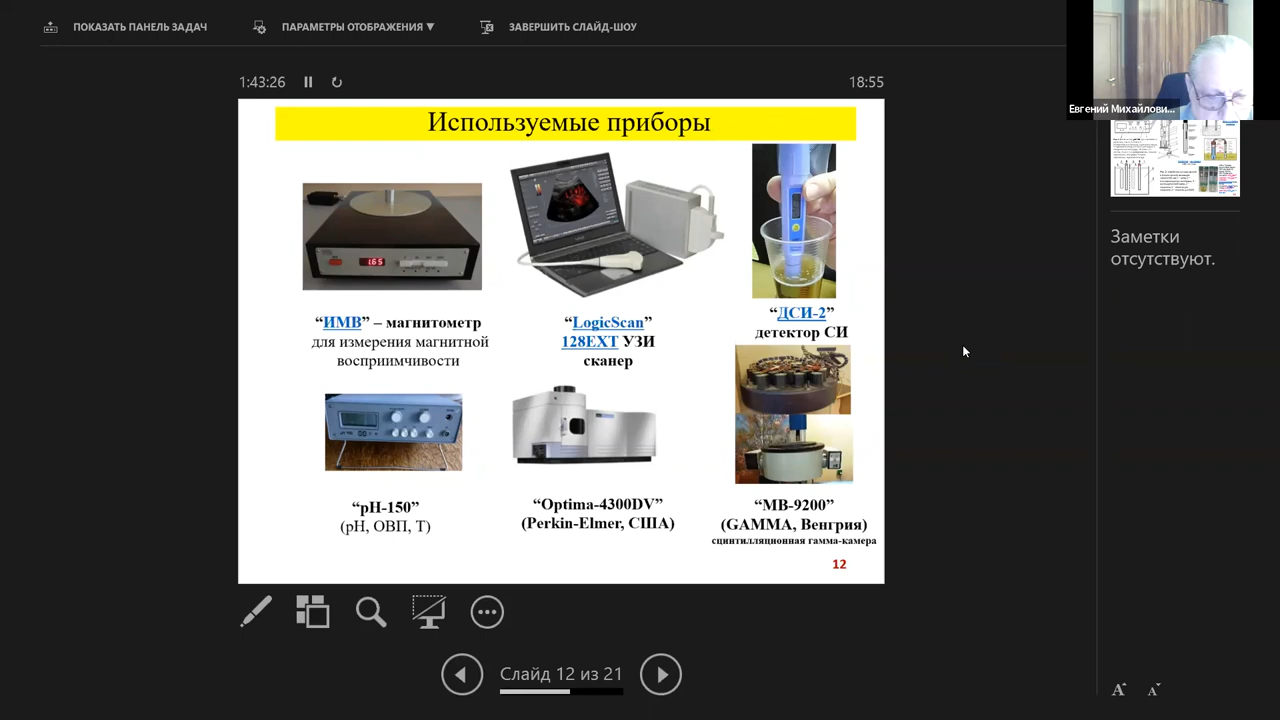 ПОКАЗАТЬ ПАНЕЛЬ ЗАДАЧ
ПАРАМЕТРЫ ОТОБРАЖЕНИЯ ▼
ЗАВЕРШИТЬ СЛАЙД-ШОУ
Евгений Михайлови...
1:43:26
18:55
Используемые приборы
1.65
“ИМВ” – магнитометр
для измерения магнитной
восприимчивости
“LogicScan”
128EXT УЗИ
сканер
“ДСИ-2”
детектор СИ
“pH-150”
(pH, ОВП, Т)
“Optima-4300DV”
(Perkin-Elmer, США)
“МВ-9200”
(GAMMA, Венгрия)
сцинтилляционная гамма-камера
12
Заметки
отсутствуют.
Слайд 12 из 21
A
A